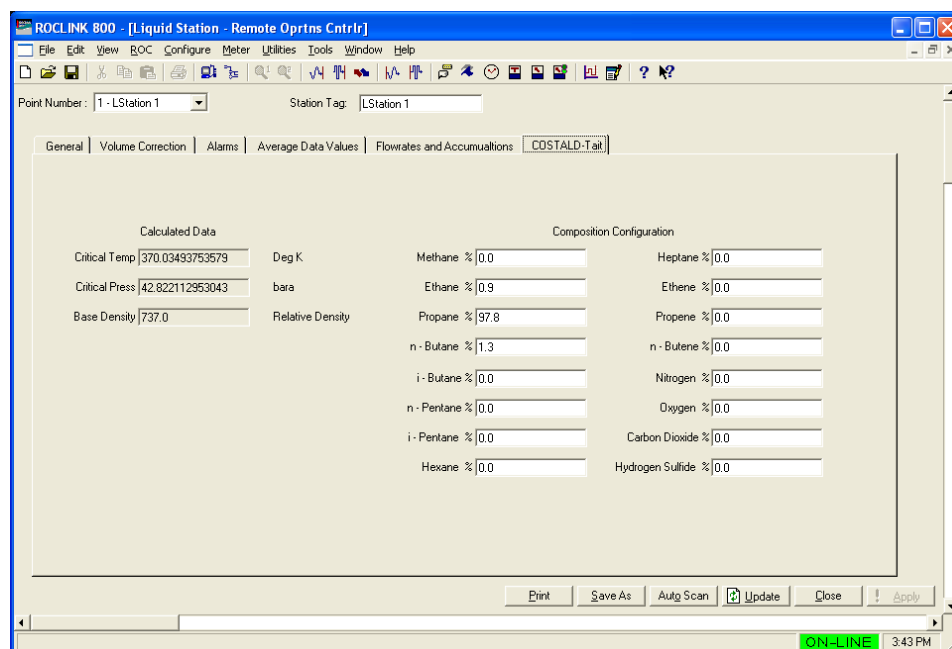 ROCLINK 800 - [Liquid Station - Remote Oprtns Cntrlr]
File Edit View ROC Configure Meter Utilities Tools Window Help
Point Number : 1 - LStation 1 Station Tag: LStation 1
General Volume Correction Alarms Average Data Values Flowrates and Accumualtions COSTALD-Tait
Calculated Data Composition Configuration
Critical Temp 370.03493753579 Deg K Methane % 0.0 Heptane % 0.0
Critical Press 42.822112953043 bara Ethane % 0.9 Ethene % 0.0
Base Density 737.0 Relative Density Propane % 97.8 Propene % 0.0
n - Butane % 1.3 n - Butene % 0.0
i - Butane % 0.0 Nitrogen % 0.0
n - Pentane % 0.0 Oxygen % 0.0
i - Pentane % 0.0 Carbon Dioxide % 0.0
Hexane % 0.0 Hydrogen Sulfide % 0.0
Print Save As Auto Scan Update Close ! Apply
ON-LINE 3:43 PM